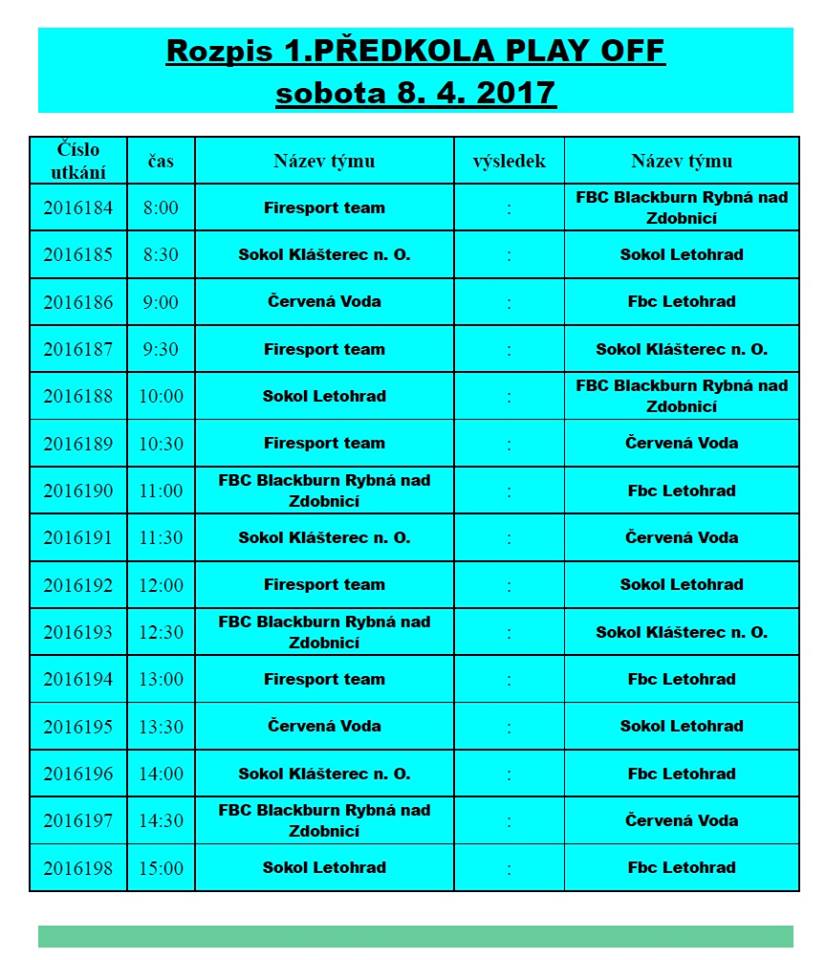 Rozpis 1.PŘEDKOLA PLAY OFF
sobota 8. 4. 2017
Číslo utkání čas Název týmu výsledek Název týmu
2016184 8:00 Firesport team : FBC Blackburn Rybná nad Zdobnicí
2016185 8:30 Sokol Klášterec n. O. : Sokol Letohrad
2016186 9:00 Červená Voda : Fbc Letohrad
2016187 9:30 Firesport team : Sokol Klášterec n. O.
2016188 10:00 Sokol Letohrad : FBC Blackburn Rybná nad Zdobnicí
2016189 10:30 Firesport team : Červená Voda
2016190 11:00 FBC Blackburn Rybná nad Zdobnicí : Fbc Letohrad
2016191 11:30 Sokol Klášterec n. O. : Červená Voda
2016192 12:00 Firesport team : Sokol Letohrad
2016193 12:30 FBC Blackburn Rybná nad Zdobnicí : Sokol Klášterec n. O.
2016194 13:00 Firesport team : Fbc Letohrad
2016195 13:30 Červená Voda : Sokol Letohrad
2016196 14:00 Sokol Klášterec n. O. : Fbc Letohrad
2016197 14:30 FBC Blackburn Rybná nad Zdobnicí : Červená Voda
2016198 15:00 Sokol Letohrad : Fbc Letohrad